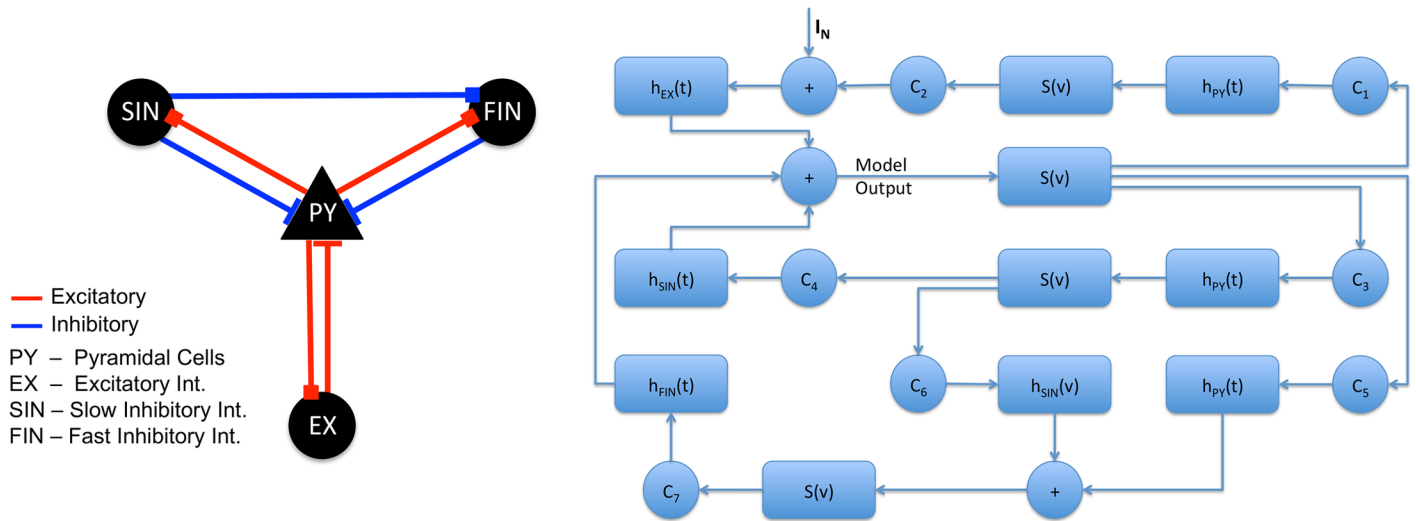 SIN
FIN
PY
EX
Excitatory
Inhibitory
PY – Pyramidal Cells
EX – Excitatory Int.
SIN – Slow Inhibitory Int.
FIN – Fast Inhibitory Int.
I_N
h_EX(t)
+
C_2
S(v)
h_PY(t)
C_1
+
Model
Output
S(v)
h_SIN(t)
C_4
S(v)
h_PY(t)
C_3
h_FIN(t)
C_6
h_SIN(v)
h_PY(t)
C_5
C_7
S(v)
+